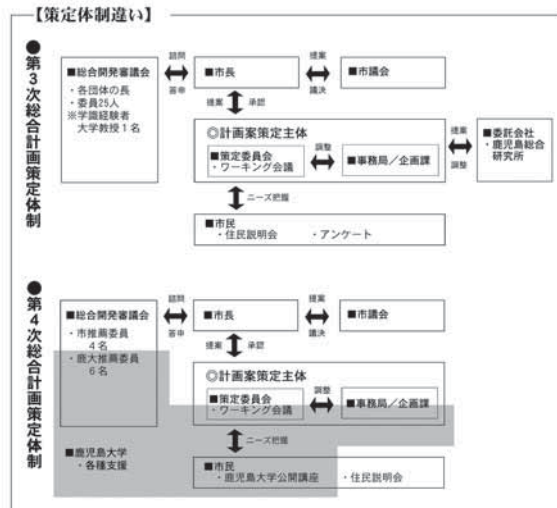 【策定体制違い】
●第3次総合計画策定体制
■総合開発審議会
・各団体の長
・委員25人
※学識経験者
大学教授1名
諮問
答申
■市長
提案
議決
■市議会
提案
承認
◎計画案策定主体
■策定委員会
・ワーキング会議
調整
■事務局／企画課
提案
調整
■委託会社
・鹿児島総合
研究所
ニーズ把握
■市民
・住民説明会
・アンケート
●第4次総合計画策定体制
■総合開発審議会
・市推薦委員
4名
・鹿大推薦委員
6名
諮問
答申
■市長
提案
議決
■市議会
提案
承認
◎計画案策定主体
■策定委員会
・ワーキング会議
調整
■事務局／企画課
ニーズ把握
■鹿児島大学
・各種支援
■市民
・鹿児島大学公開講座
・住民説明会